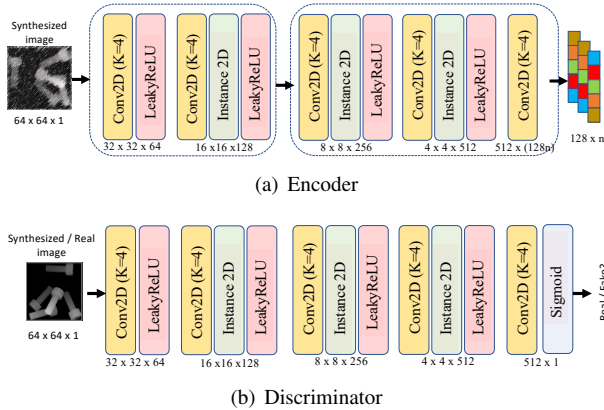 Synthesized
image
64 x 64 x 1
Conv2D (K=4)
LeakyReLU
32 x 32 x 64
Conv2D (K=4)
Instance 2D
LeakyReLU
16 x16 x128
Conv2D (K=4)
Instance 2D
LeakyReLU
8 x 8 x 256
Conv2D (K=4)
Instance 2D
LeakyReLU
4 x 4 x 512
Conv2D (K=4)
512 x (128n)
128 x n
(a) Encoder
Synthesized / Real
image
64 x 64 x 1
Conv2D (K=4)
LeakyReLU
32 x 32 x 64
Conv2D (K=4)
Instance 2D
LeakyReLU
16 x16 x128
Conv2D (K=4)
Instance 2D
LeakyReLU
8 x 8 x 256
Conv2D (K=4)
Instance 2D
LeakyReLU
4 x 4 x 512
Conv2D (K=4)
Sigmoid
512 x 1
Real / Fake?
(b) Discriminator